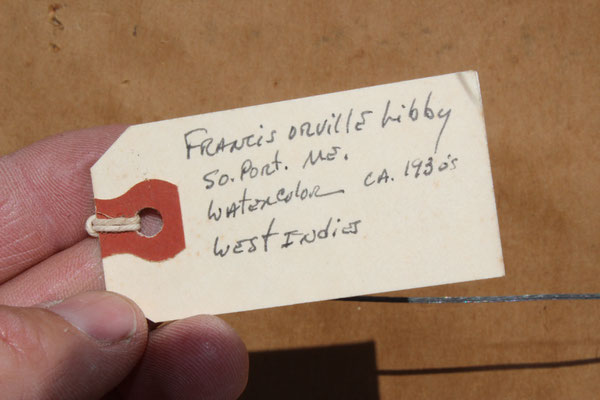 Francis Orville Libby
So. Port. ME.
Watercolor CA. 1930's
West Indies